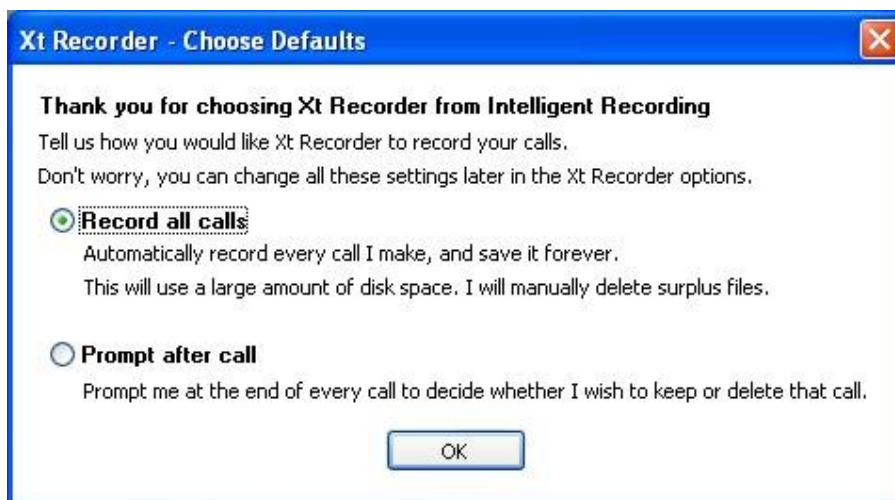 Xt Recorder - Choose Defaults
Thank you for choosing Xt Recorder from Intelligent Recording
Tell us how you would like Xt Recorder to record your calls.
Don't worry, you can change all these settings later in the Xt Recorder options.
Record all calls
Automatically record every call I make, and save it forever.
This will use a large amount of disk space. I will manually delete surplus files.
Prompt after call
Prompt me at the end of every call to decide whether I wish to keep or delete that call.
OK